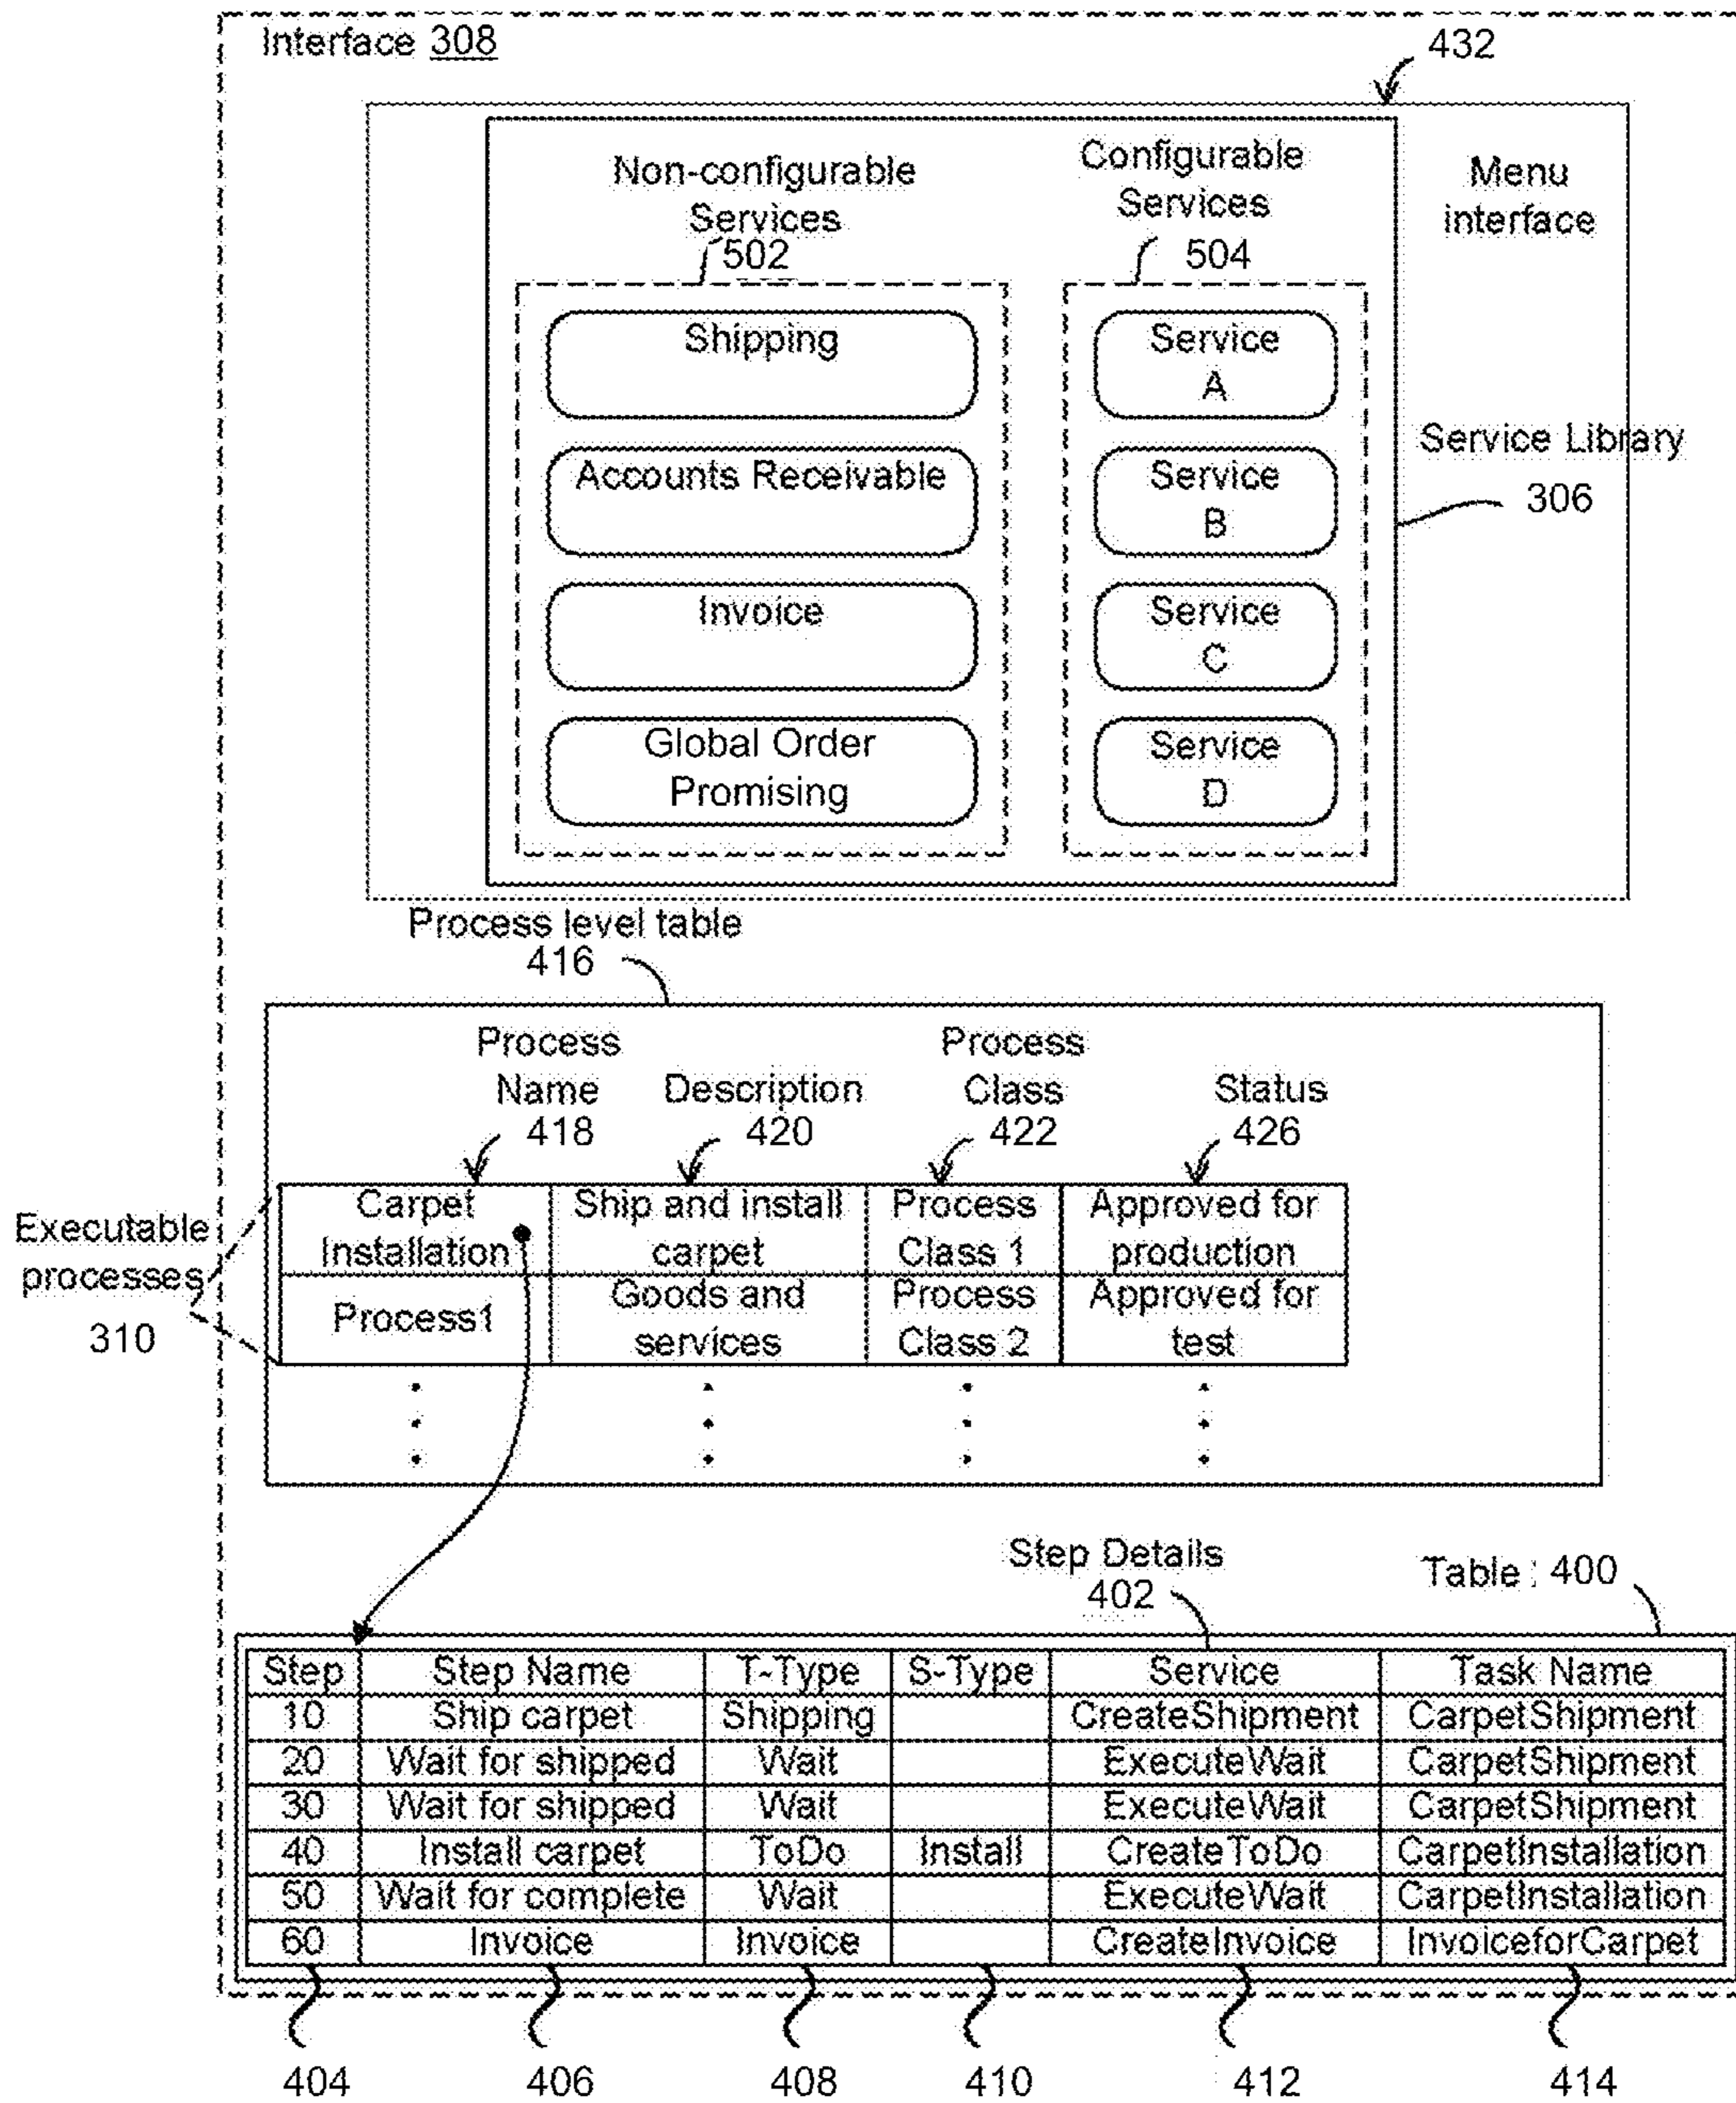 Interface 308
432
Non-configurable
Services
502
Configurable
Services
504
Menu
interface
Shipping
Accounts Receivable
Invoice
Global Order
Promising
Service
A
Service
B
Service
C
Service
D
Service Library
306
Process level table
416
Process
Name
418
Description
420
Process
Class
422
Status
426
Executable
processes
310
Carpet
Installation
Ship and install
carpet
Process
Class 1
Approved for
production
Process1
Goods and
services
Process
Class 2
Approved for
test
Step Details
402
Table : 400
Step Step Name T-Type S-Type Service Task Name
10 Ship carpet Shipping CreateShipment CarpetShipment
20 Wait for shipped Wait ExecuteWait CarpetShipment
30 Wait for shipped Wait ExecuteWait CarpetShipment
40 Install carpet ToDo Install CreateToDo CarpetInstallation
50 Wait for complete Wait ExecuteWait CarpetInstallation
60 Invoice Invoice CreateInvoice InvoiceforCarpet
404 406 408 410 412 414